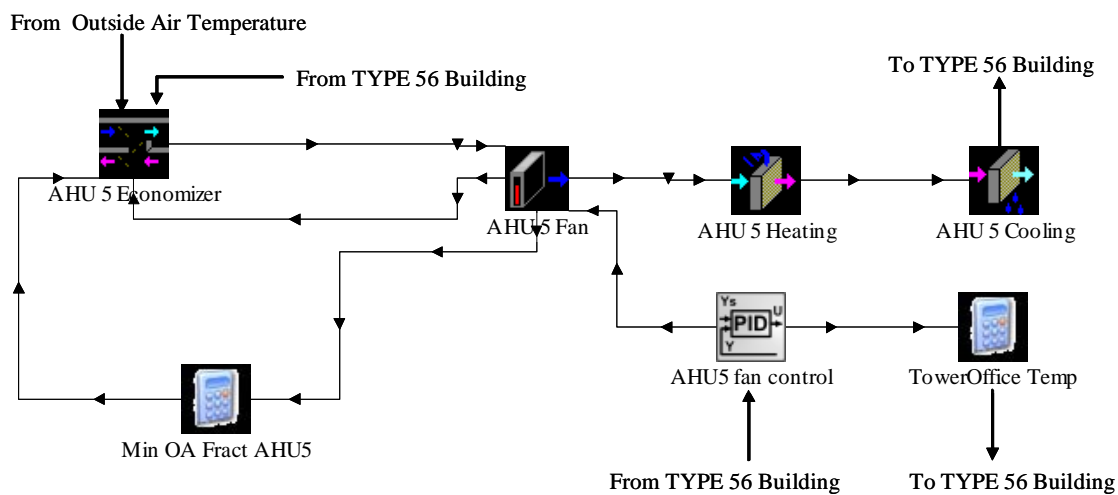 From Outside Air Temperature
From TYPE 56 Building
To TYPE 56 Building
AHU 5 Economizer
AHU 5 Fan
AHU 5 Heating
AHU 5 Cooling
Ys
U
PID
Y
AHU5 fan control
TowerOffice Temp
Min OA Fract AHU5
From TYPE 56 Building
To TYPE 56 Building